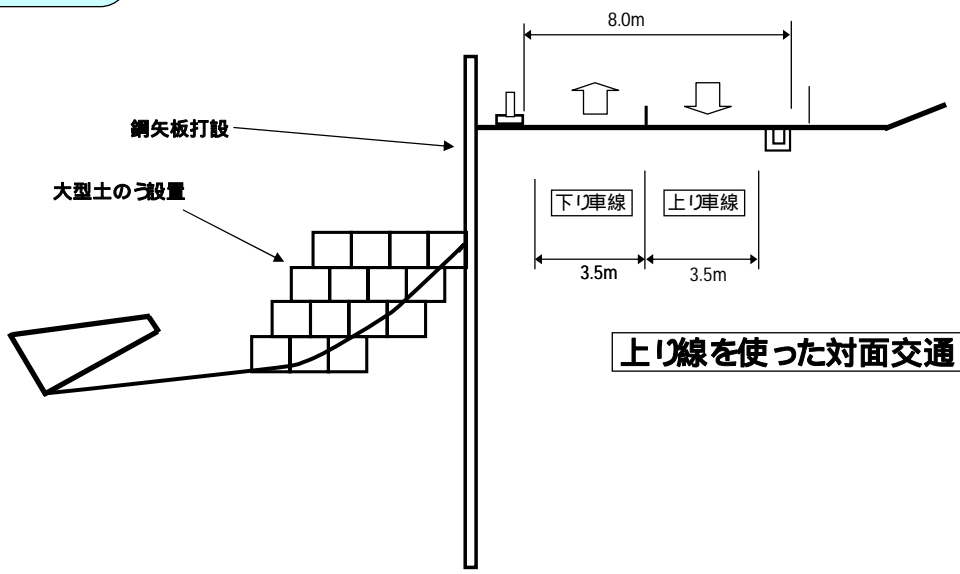 8.0m
鋼矢板打設
大型土のう設置
下り車線
上り車線
3.5m
3.5m
上り線を使った対面交通